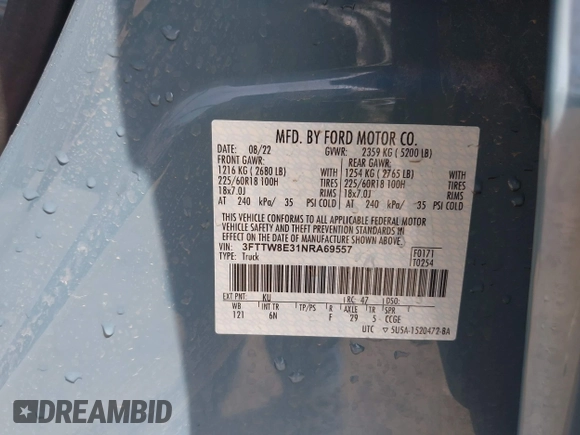 MFD. BY FORD MOTOR CO.
DATE: 08/22 GVWR: 2359 KG ( 5200 LB)
FRONT GAWR: REAR GAWR:
1216 KG ( 2680 LB) WITH 1254 KG ( 2765 LB) WITH
225/60R18 100H TIRES 225/60R18 100H TIRES
18x7.0J RIMS 18x7.0J RIMS
AT 240 kPa/ 35 PSI COLD AT 240 kPa/ 35 PSI COLD
THIS VEHICLE CONFORMS TO ALL APPLICABLE FEDERAL MOTOR
VEHICLE SAFETY AND THEFT PREVENTION STANDARDS IN
EFFECT ON THE DATE OF MANUFACTURE SHOWN ABOVE.
VIN: 3FTTW8E31NRA69557 F0171
TYPE: Truck T0254
EXT PNT: KU RC: 47 DSO:
WB INT TR TP/PS R AXLE TR SPR
121 6N F 29 5 CCGE
UTC ▽ 5U5A-1520472-BA
DREAMBID